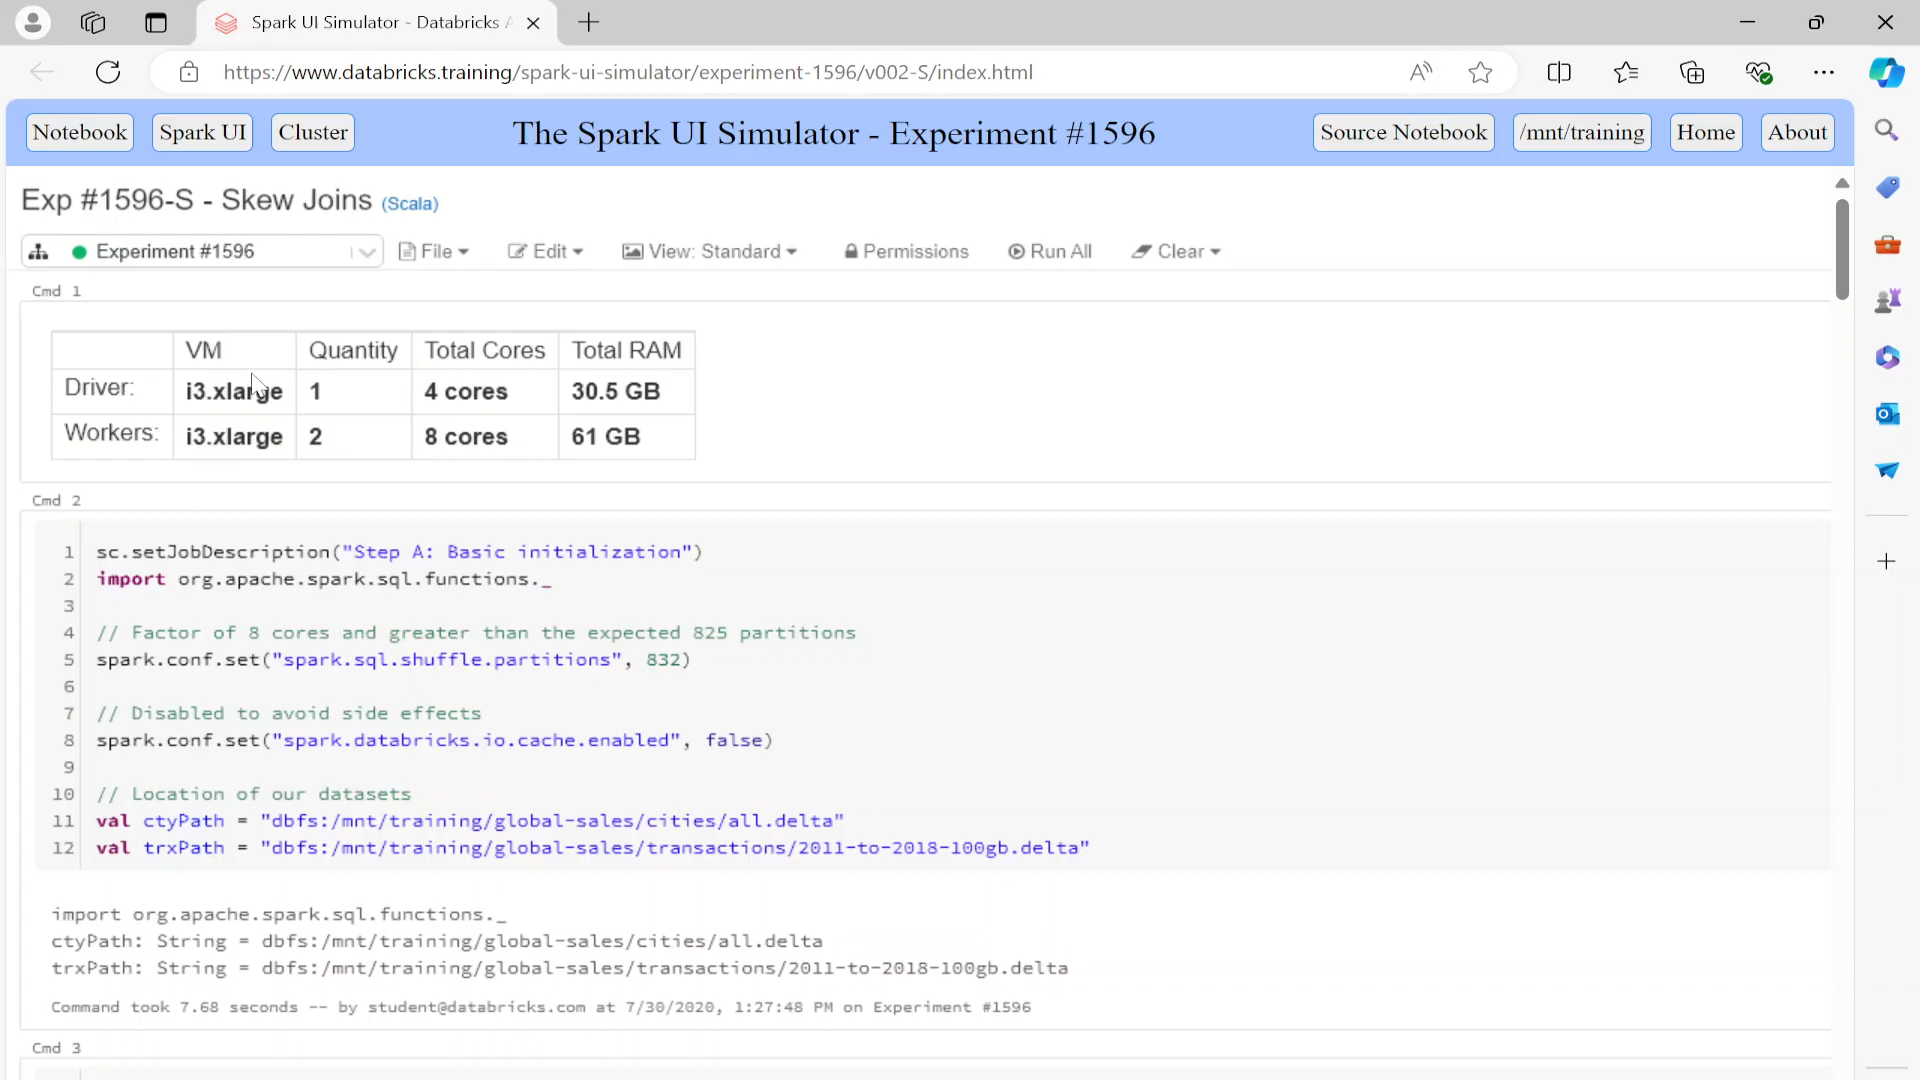 Spark UI Simulator - Databricks
https://www.databricks.training/spark-ui-simulator/experiment-1596/v002-S/index.html
Notebook Spark UI Cluster The Spark UI Simulator - Experiment #1596 Source Notebook /mnt/training Home About
Exp #1596-S - Skew Joins (Scala)
Experiment #1596 File Edit View: Standard Permissions Run All Clear
Cmd 1
VM Quantity Total Cores Total RAM
Driver: i3.xlarge 1 4 cores 30.5 GB
Workers: i3.xlarge 2 8 cores 61 GB
Cmd 2
1 sc.setJobDescription("Step A: Basic initialization")
2 import org.apache.spark.sql.functions._
3
4 // Factor of 8 cores and greater than the expected 825 partitions
5 spark.conf.set("spark.sql.shuffle.partitions", 832)
6
7 // Disabled to avoid side effects
8 spark.conf.set("spark.databricks.io.cache.enabled", false)
9
10 // Location of our datasets
11 val ctyPath = "dbfs:/mnt/training/global-sales/cities/all.delta"
12 val trxPath = "dbfs:/mnt/training/global-sales/transactions/2011-to-2018-100gb.delta"
import org.apache.spark.sql.functions._
ctyPath: String = dbfs:/mnt/training/global-sales/cities/all.delta
trxPath: String = dbfs:/mnt/training/global-sales/transactions/2011-to-2018-100gb.delta
Command took 7.68 seconds -- by student@databricks.com at 7/30/2020, 1:27:48 PM on Experiment #1596
Cmd 3